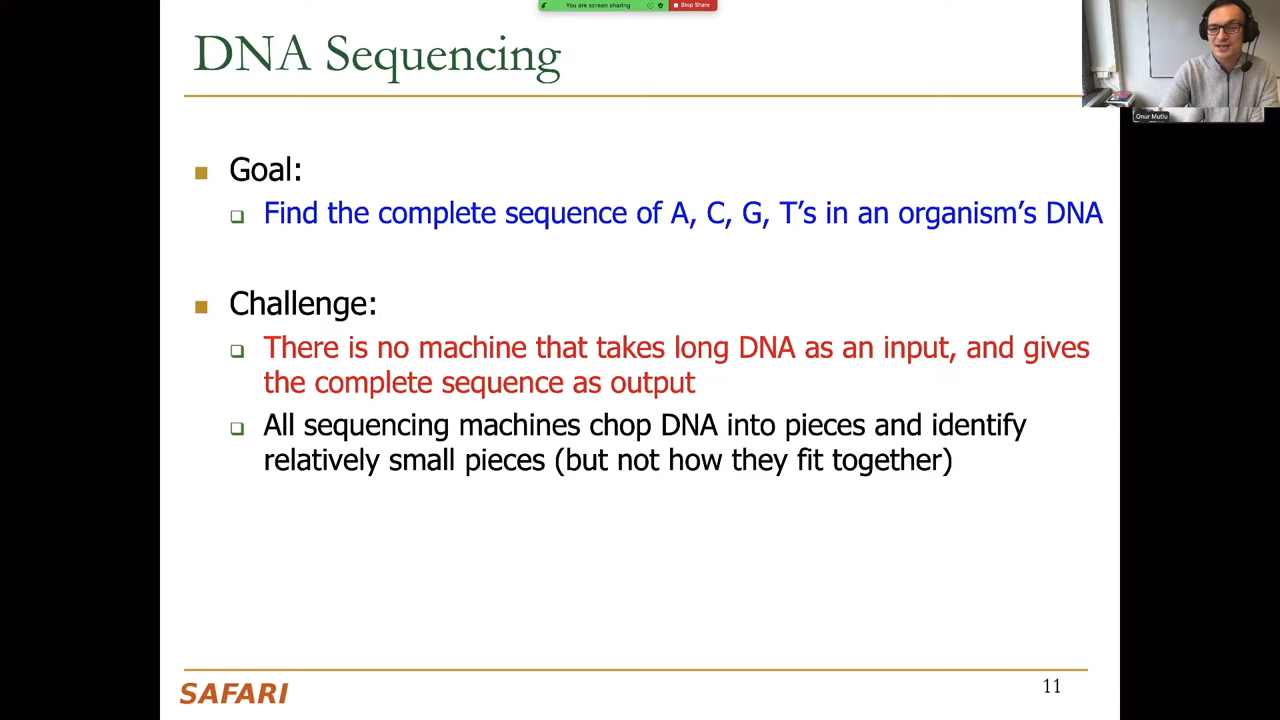 You are screen sharing
Stop Share
DNA Sequencing
Onur Mutlu
Goal:
Find the complete sequence of A, C, G, T’s in an organism’s DNA
Challenge:
There is no machine that takes long DNA as an input, and gives
the complete sequence as output
All sequencing machines chop DNA into pieces and identify
relatively small pieces (but not how they fit together)
SAFARI
11